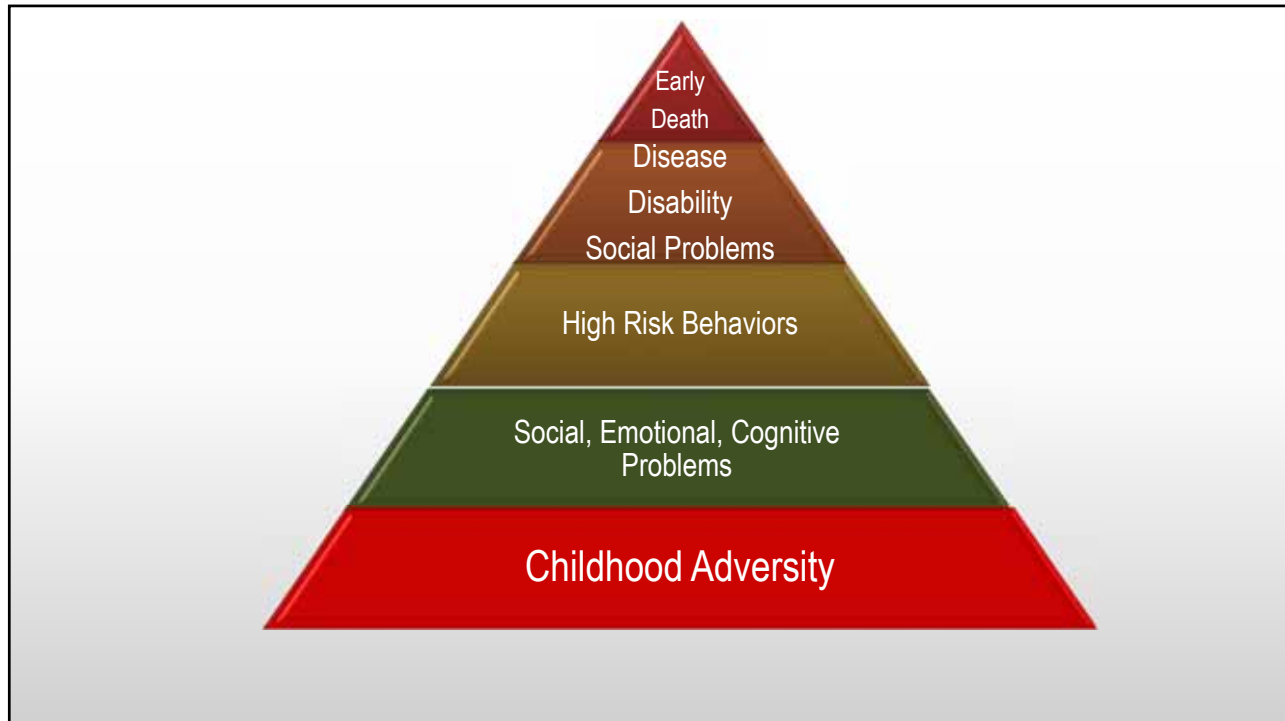 Early
Death
Disease
Disability
Social Problems
High Risk Behaviors
Social, Emotional, Cognitive
Problems
Childhood Adversity